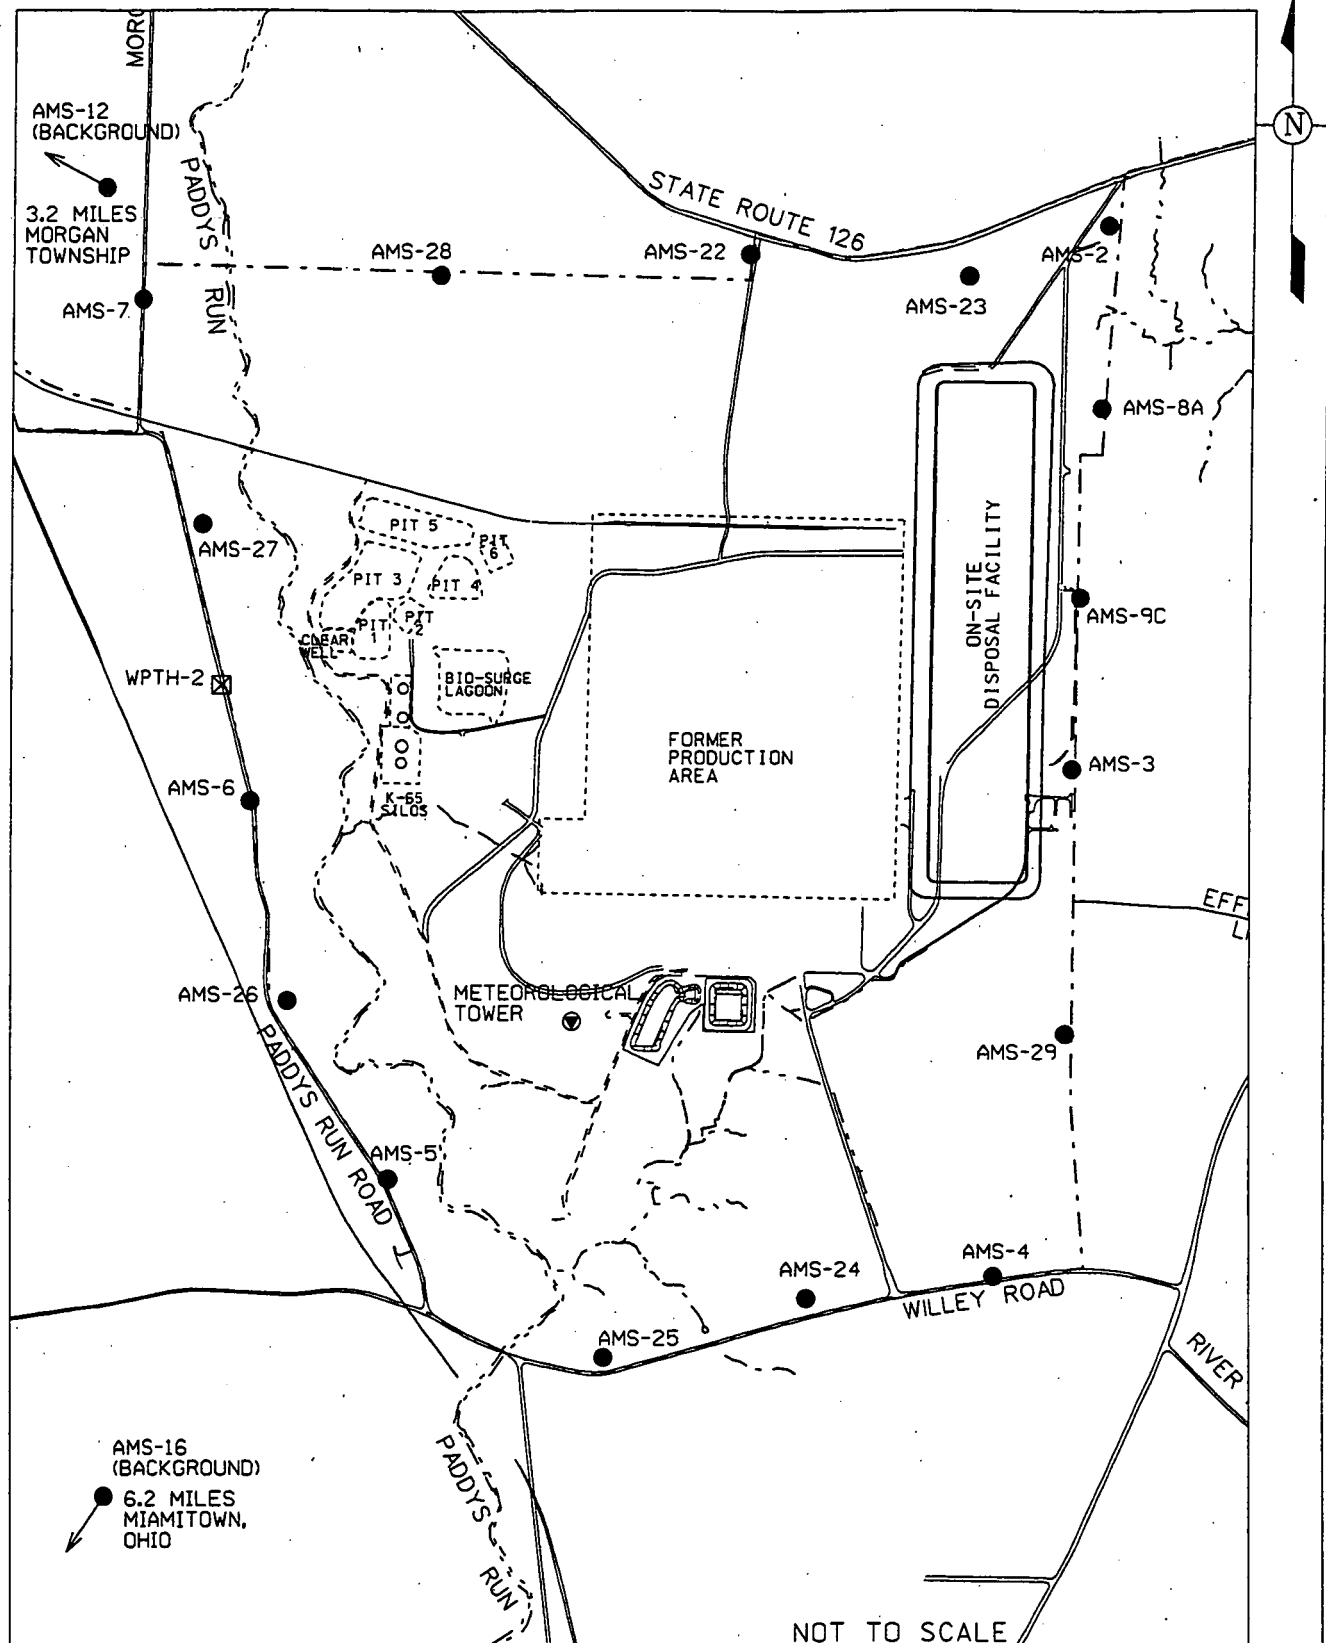 MORG
N
AMS-12
(BACKGROUND)
3.2 MILES
MORGAN
TOWNSHIP
PADDYS RUN
STATE ROUTE 126
AMS-28
AMS-22
AMS-2
AMS-7
AMS-23
AMS-8A
AMS-27
PIT 5
PIT
6
PIT 3
PIT 4
PIT
1
PIT
2
CLEAR
WELL
ON-SITE
DISPOSAL FACILITY
AMS-9C
WPTH-2
BIO-SURGE
LAGOON
FORMER
PRODUCTION
AREA
AMS-3
AMS-6
K-65
SILOS
EFF
LI
AMS-26
METEOROLOGICAL
TOWER
AMS-29
PADDYS RUN ROAD
AMS-5
AMS-24
AMS-4
WILLEY ROAD
AMS-25
RIVER
AMS-16
(BACKGROUND)
6.2 MILES
MIAMITOWN,
OHIO
PADDYS
RUN
NOT TO SCALE